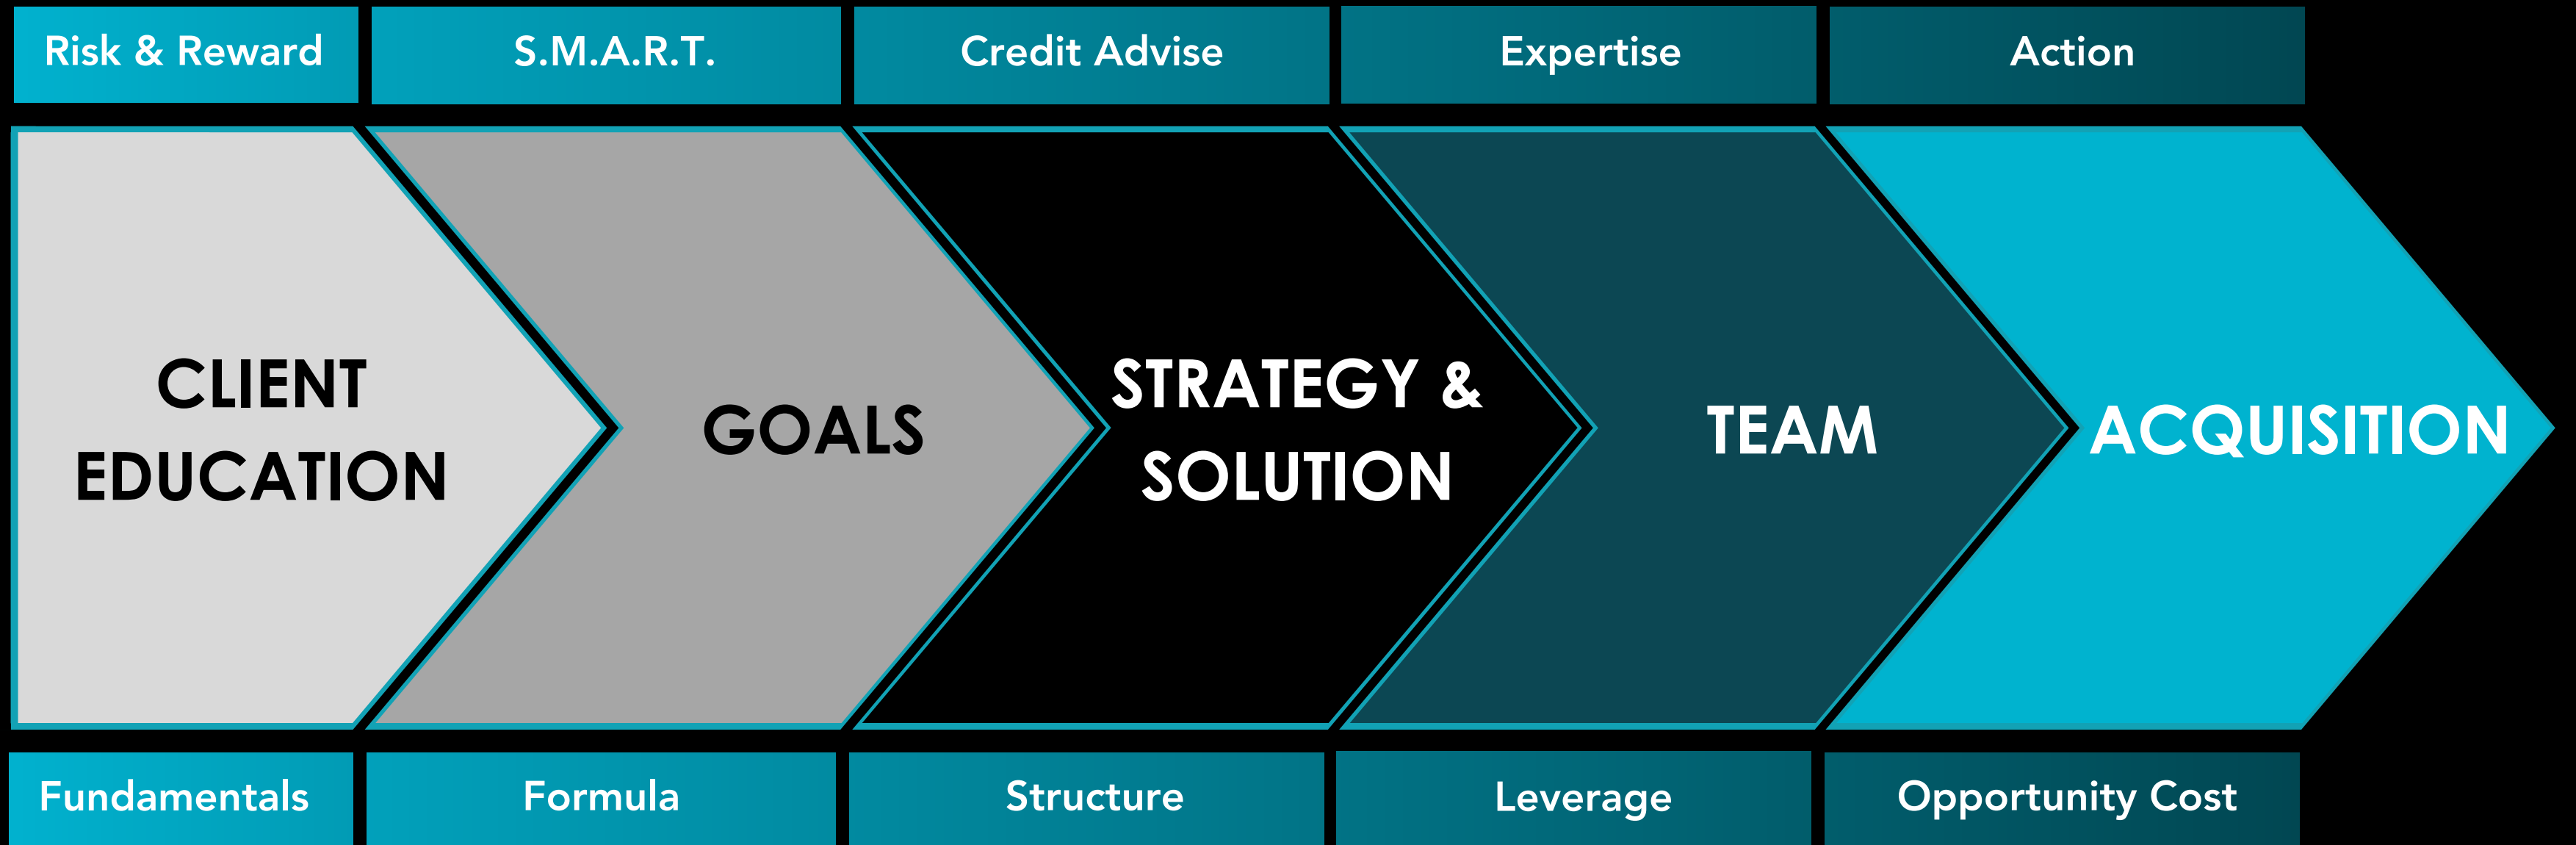 Risk & Reward
S.M.A.R.T.
Credit Advise
Expertise
Action
CLIENT
EDUCATION
GOALS
STRATEGY &
SOLUTION
TEAM
ACQUISITION
Fundamentals
Formula
Structure
Leverage
Opportunity Cost